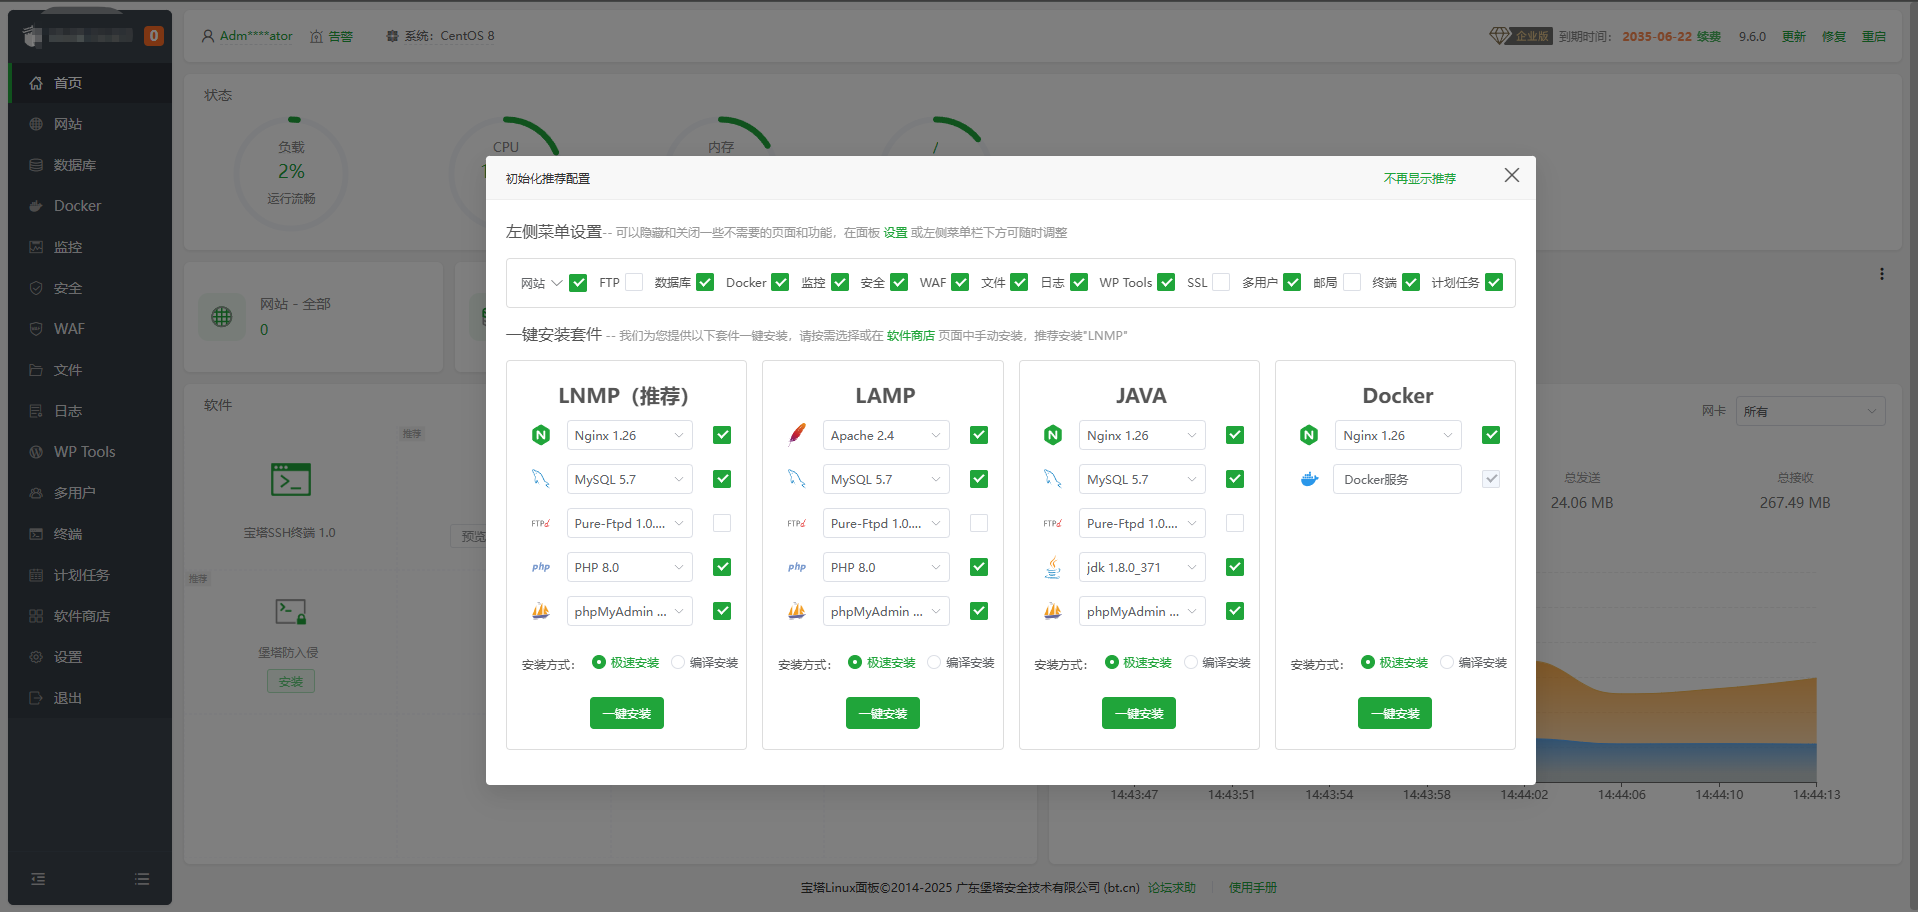 0
Adm****ator 告警 系统： CentOS 8
企业版 到期时间： 2035-06-22 续费 9.6.0 更新 修复 重启
首页
网站
数据库
Docker
监控
安全
WAF
文件
日志
WP Tools
多用户
终端
计划任务
软件商店
设置
退出
状态
负载
2%
运行流畅
CPU
内存
/
网站 - 全部
0
软件
推荐
宝塔SSH终端 1.0
预览
推荐
堡塔防入侵
安装
初始化推荐配置
不再显示推荐
左侧菜单设置-- 可以隐藏和关闭一些不需要的页面和功能，在面板 设置 或左侧菜单栏下方可随时调整
网站 FTP 数据库 Docker 监控 安全 WAF 文件 日志 WP Tools SSL 多用户 邮局 终端 计划任务
一键安装套件 -- 我们为您提供以下套件一键安装，请按需选择或在 软件商店 页面中手动安装，推荐安装"LNMP"
LNMP（推荐）
Nginx 1.26
MySQL 5.7
FTP Pure-Ftpd 1.0....
php PHP 8.0
phpMyAdmin ...
安装方式： 极速安装 编译安装
一键安装
LAMP
Apache 2.4
MySQL 5.7
FTP Pure-Ftpd 1.0....
php PHP 8.0
phpMyAdmin ...
安装方式： 极速安装 编译安装
一键安装
JAVA
Nginx 1.26
MySQL 5.7
FTP Pure-Ftpd 1.0....
jdk 1.8.0_371
phpMyAdmin ...
安装方式： 极速安装 编译安装
一键安装
Docker
Nginx 1.26
Docker服务
安装方式： 极速安装 编译安装
一键安装
网卡 所有
总发送
24.06 MB
总接收
267.49 MB
14:43:47 14:43:51 14:43:54 14:43:58 14:44:02 14:44:06 14:44:10 14:44:13
宝塔Linux面板©2014-2025 广东堡塔安全技术有限公司 (bt.cn) 论坛求助 使用手册